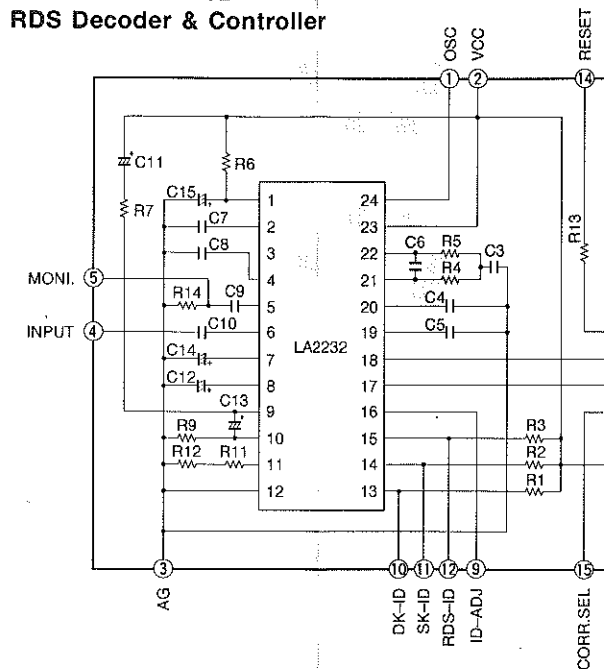 RDS Decoder & Controller
OSC
VCC
RESET
1
2
14
C11
R6
R7
C15
1
24
C7
2
23
R13
C8
3
22
C6
R5
C3
MONI.
5
4
21
R4
R14
C9
5
20
C4
INPUT
4
C10
6
19
C5
LA2232
C14
7
18
C12
8
17
C13
9
16
R9
10
15
R3
R12
R11
11
14
R2
12
13
R1
3
10
11
12
9
15
AG
DK-ID
SK-ID
RDS-ID
ID-ADJ
CORR.SEL